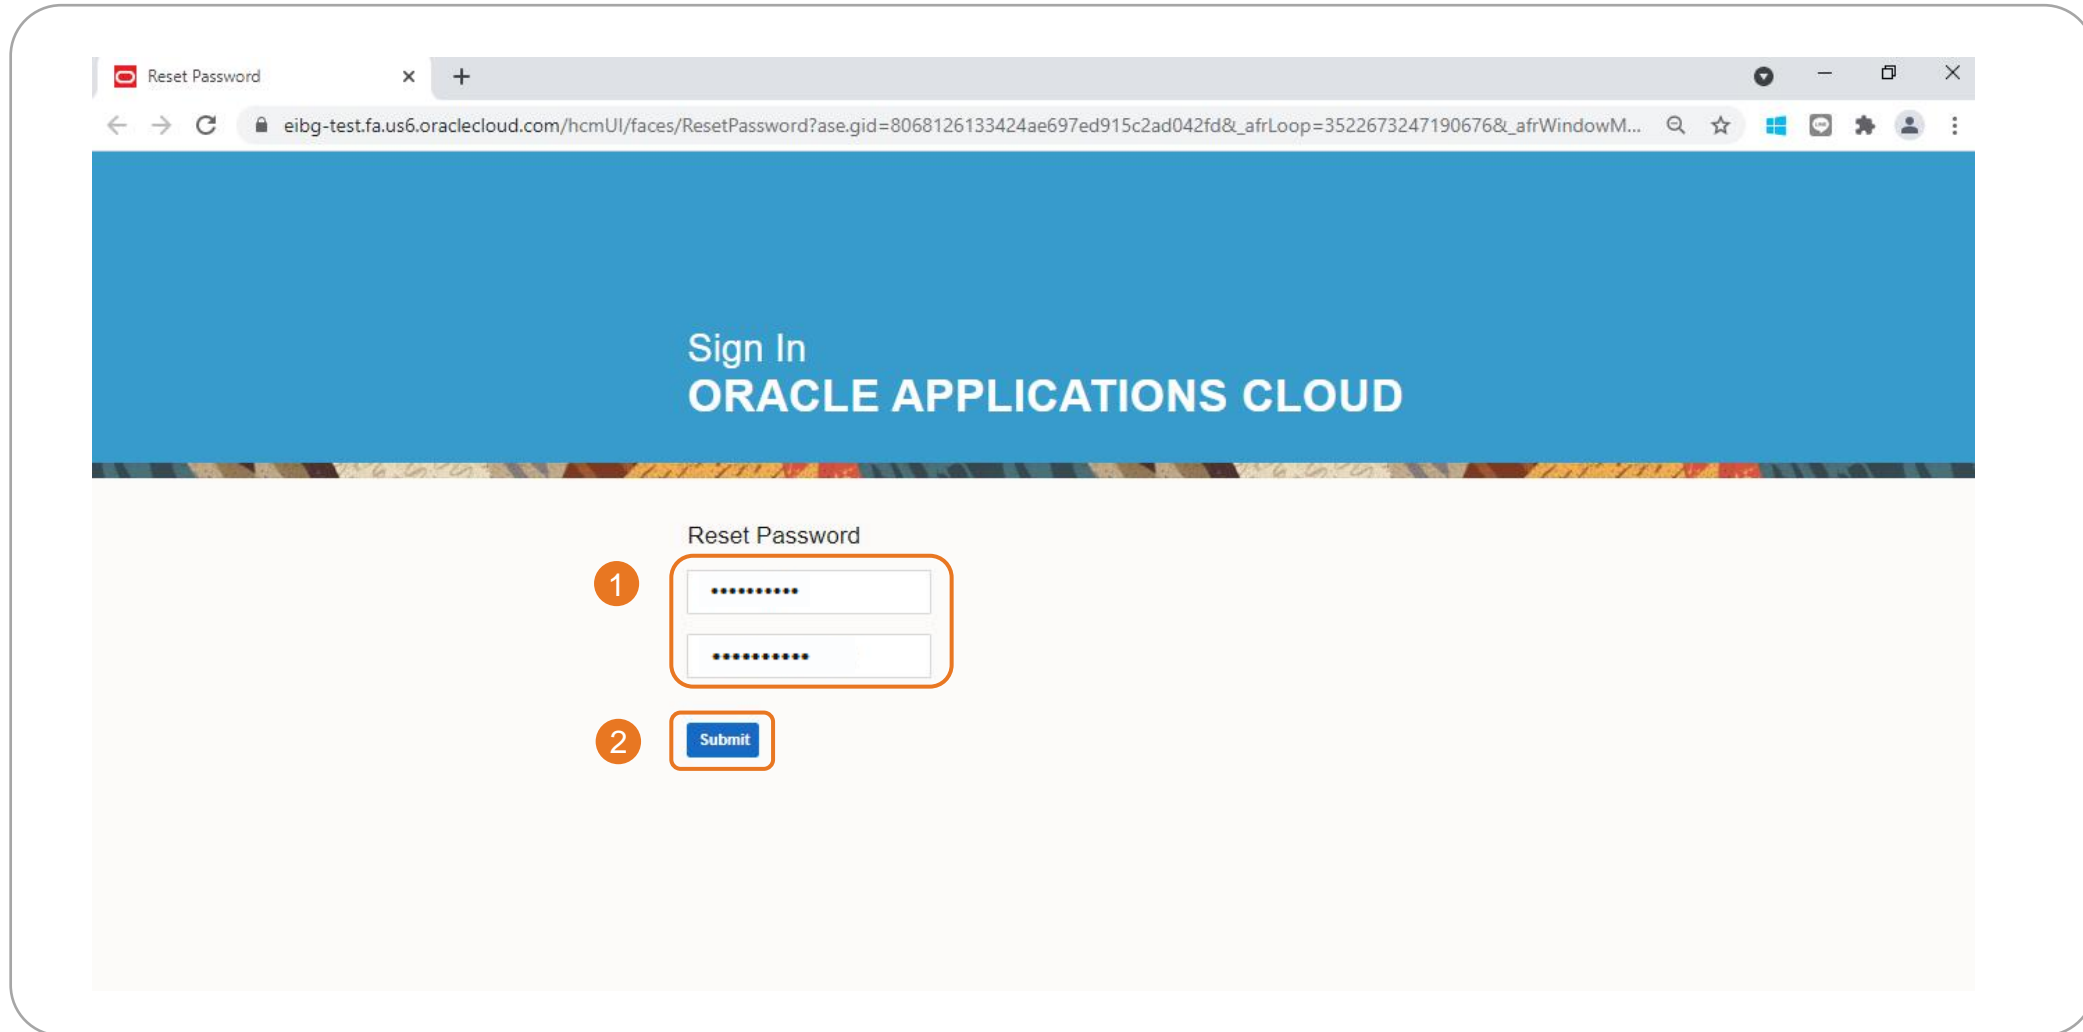 Reset Password
eibg-test.fa.us6.oraclecloud.com/hcmUI/faces/ResetPassword?ase.gid=8068126133424ae697ed915c2ad042fd&_afrLoop=3522673247190676&_afrWindowM...
Sign In
ORACLE APPLICATIONS CLOUD
Reset Password
1
••••••••••
••••••••••
2
Submit